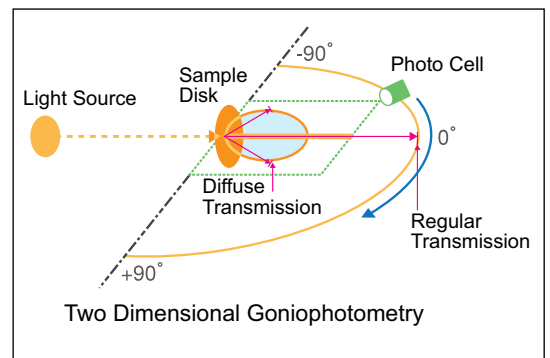 -90°
Photo Cell
Sample
Disk
Light Source
0°
Diffuse
Transmission
Regular
Transmission
+90°
Two Dimensional Goniophotometry